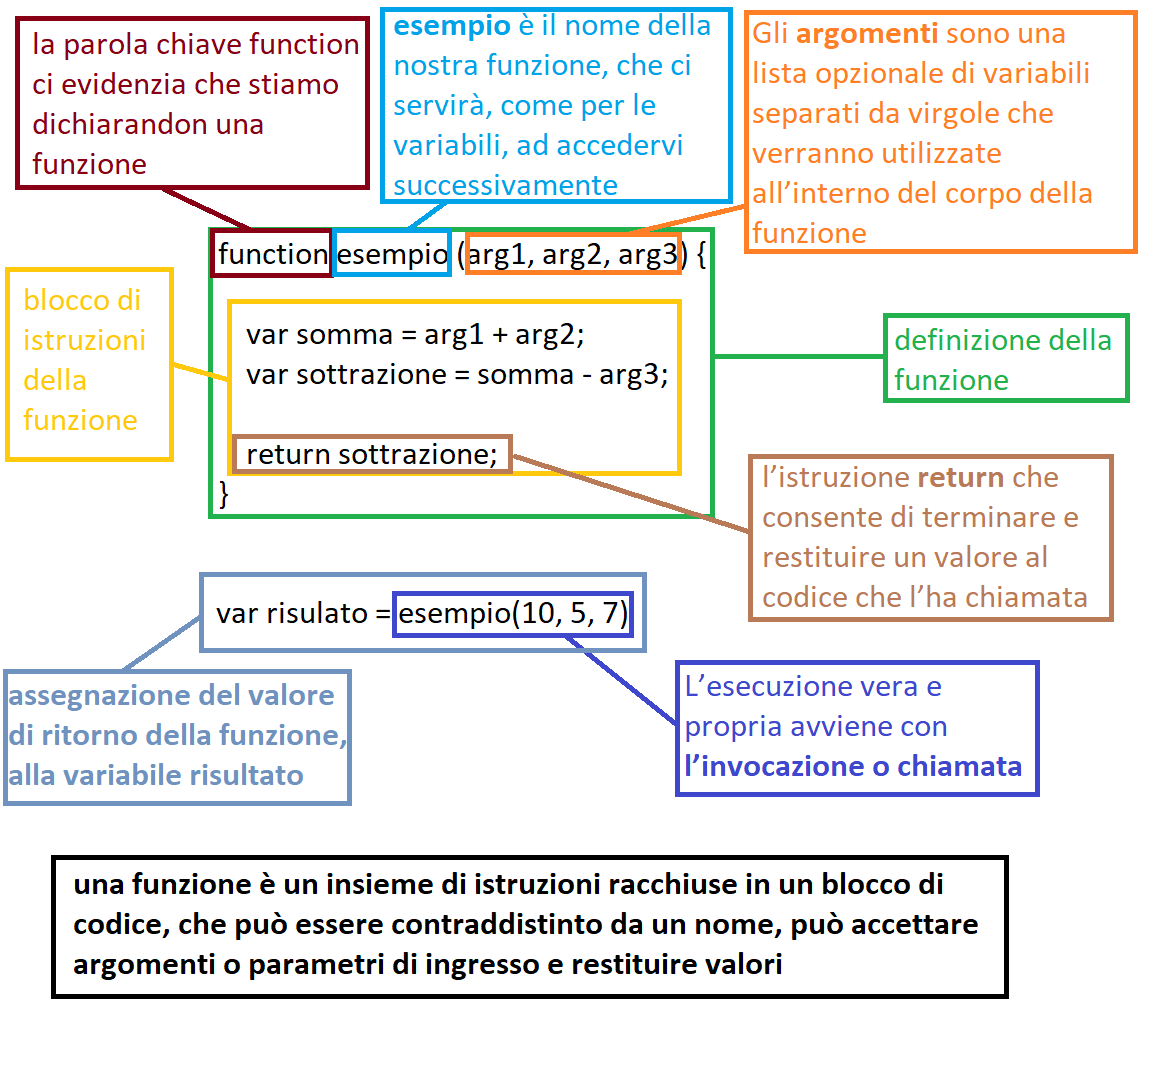 la parola chiave function
ci evidenzia che stiamo
dichiarandon una
funzione
esempio è il nome della
nostra funzione, che ci
servirà, come per le
variabili, ad accedervi
successivamente
Gli argomenti sono una
lista opzionale di variabili
separati da virgole che
verranno utilizzate
all’interno del corpo della
funzione
function esempio (arg1, arg2, arg3) {
blocco di
istruzioni
della
funzione
var somma = arg1 + arg2;
var sottrazione = somma - arg3;
return sottrazione;
}
definizione della
funzione
l’istruzione return che
consente di terminare e
restituire un valore al
codice che l’ha chiamata
var risulato = esempio(10, 5, 7)
assegnazione del valore
di ritorno della funzione,
alla variabile risultato
L’esecuzione vera e
propria avviene con
l’invocazione o chiamata
una funzione è un insieme di istruzioni racchiuse in un blocco di
codice, che può essere contraddistinto da un nome, può accettare
argomenti o parametri di ingresso e restituire valori